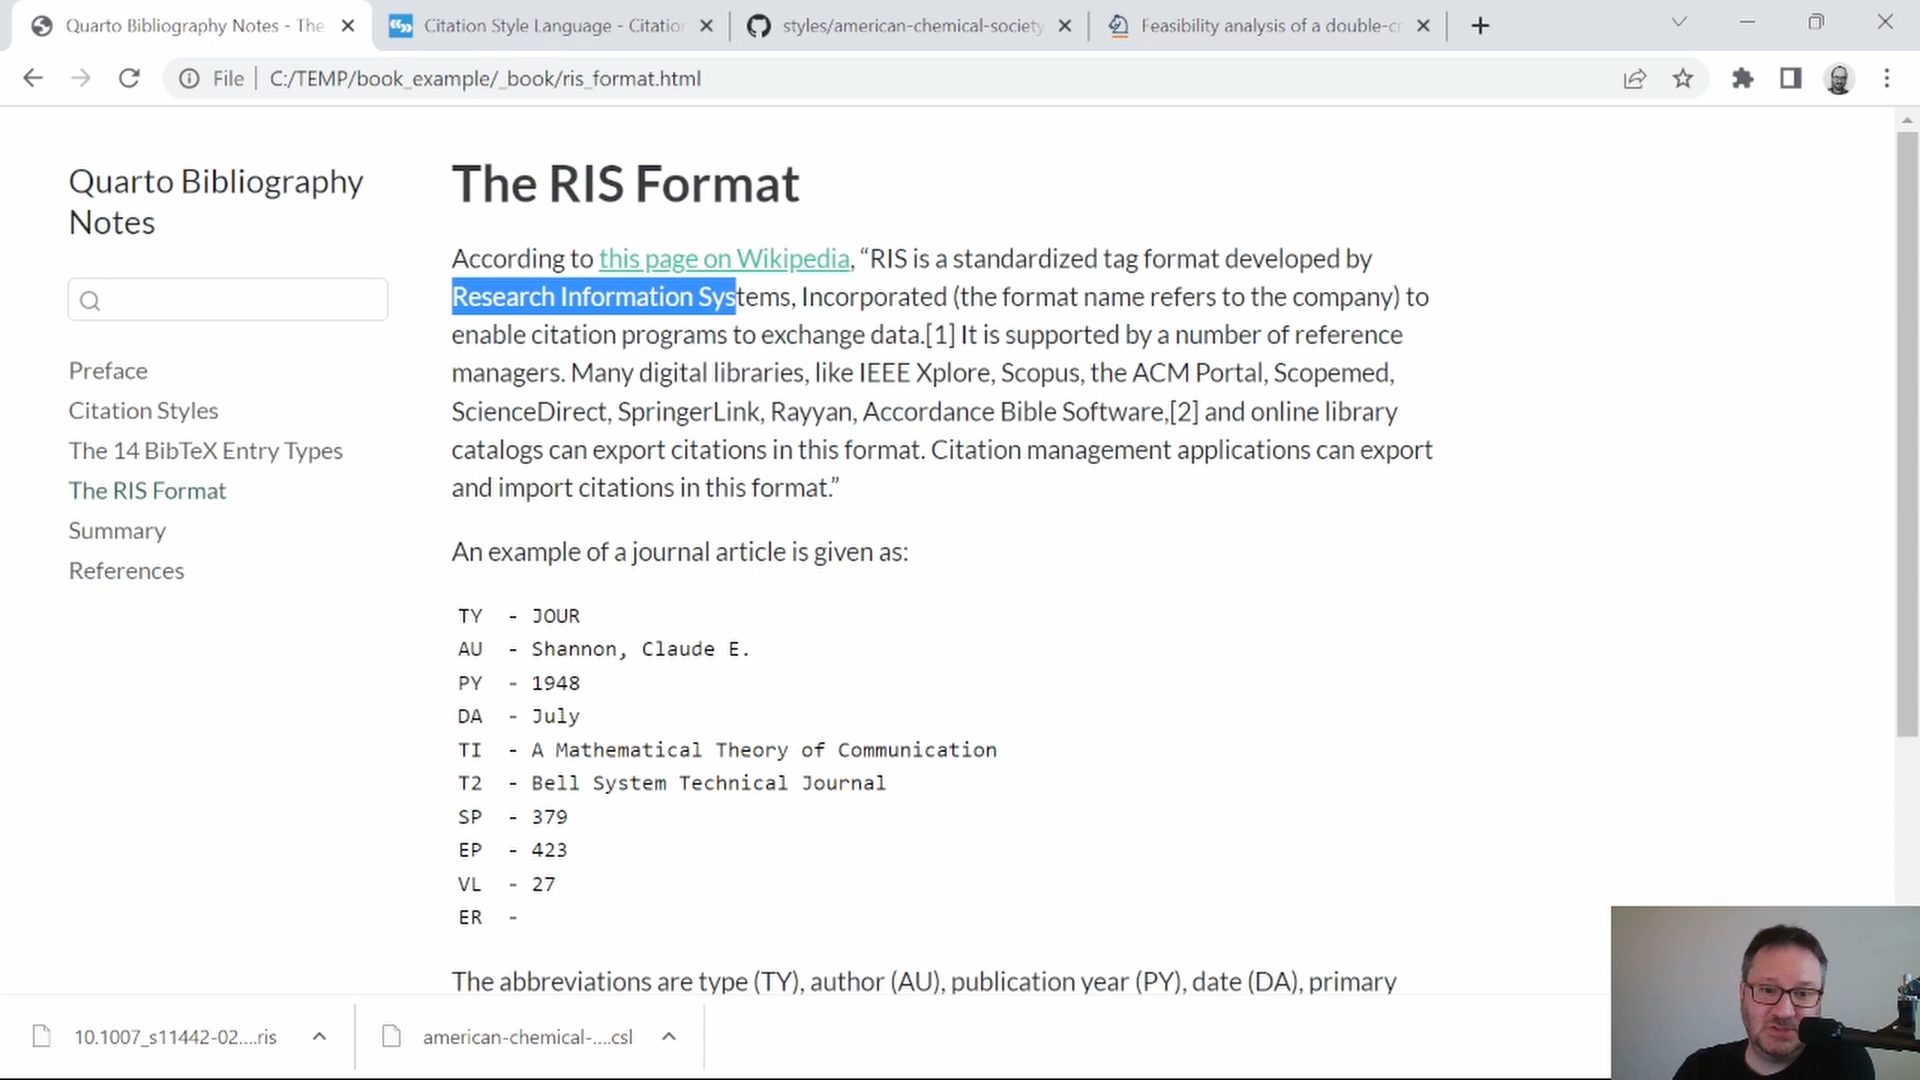 Quarto Bibliography Notes - The
Citation Style Language - Citation
styles/american-chemical-society
Feasibility analysis of a double-cr
File
C:/TEMP/book_example/_book/ris_format.html
Quarto Bibliography
Notes
Preface
Citation Styles
The 14 BibTeX Entry Types
The RIS Format
Summary
References
The RIS Format
According to this page on Wikipedia, “RIS is a standardized tag format developed by
Research Information Systems, Incorporated (the format name refers to the company) to
enable citation programs to exchange data.[1] It is supported by a number of reference
managers. Many digital libraries, like IEEE Xplore, Scopus, the ACM Portal, Scopemed,
ScienceDirect, SpringerLink, Rayyan, Accordance Bible Software,[2] and online library
catalogs can export citations in this format. Citation management applications can export
and import citations in this format.”
An example of a journal article is given as:
TY - JOUR
AU - Shannon, Claude E.
PY - 1948
DA - July
TI - A Mathematical Theory of Communication
T2 - Bell System Technical Journal
SP - 379
EP - 423
VL - 27
ER -
The abbreviations are type (TY), author (AU), publication year (PY), date (DA), primary
10.1007_s11442-02....ris
american-chemical-....csl